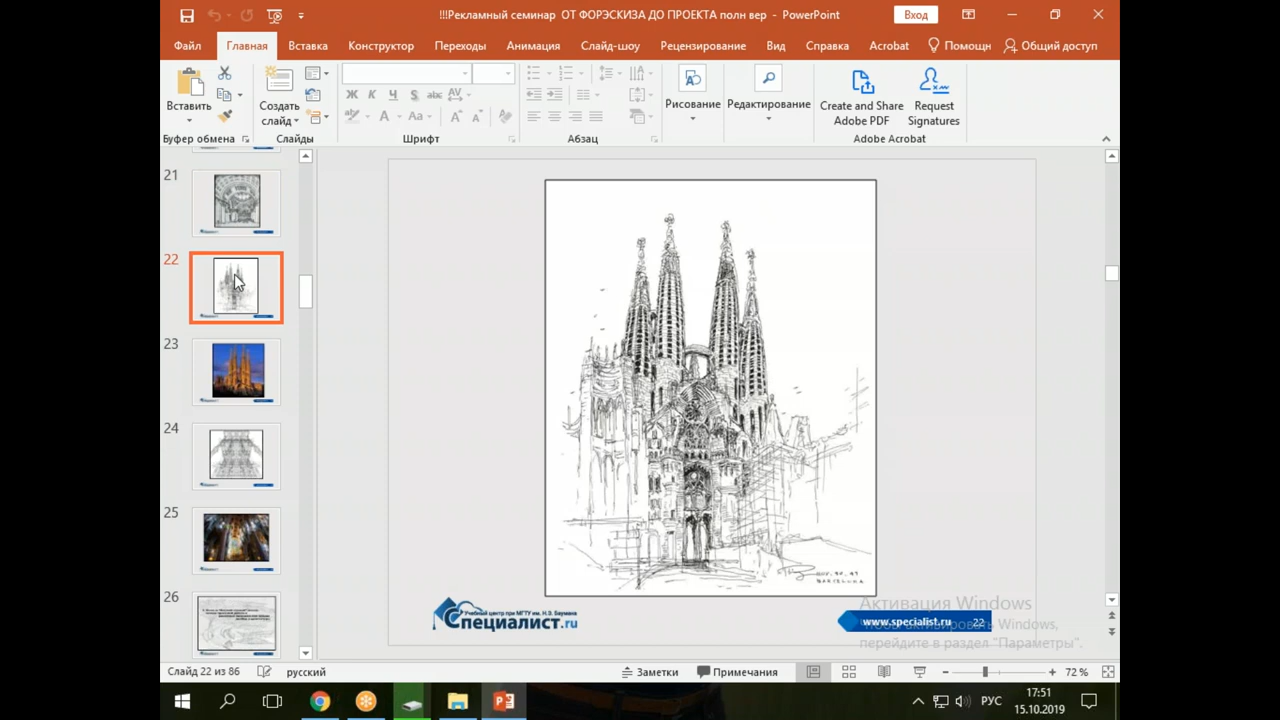 !!!Рекламный семинар ОТ ФОРЭСКИЗА ДО ПРОЕКТА полн вер - PowerPoint
Вход
Файл Главная Вставка Конструктор Переходы Анимация Слайд-шоу Рецензирование Вид Справка Acrobat Помощн Общий доступ
Вставить
Буфер обмена
Создать слайд
Слайды
Ж К Ч S abc AV
A Aa A A
Шрифт
Абзац
Рисование
Редактирование
Create and Share Adobe PDF
Request Signatures
Adobe Acrobat
21
22
23
24
25
26
BARCELONA
Учебный центр при МГТУ им. Н.Э. Баумана
Специалист.ru
www.specialist.ru 22
Активация Windows
Чтобы активировать Windows,
перейдите в раздел "Параметры".
Слайд 22 из 86 русский Заметки Примечания 72 %
РУС
17:51
15.10.2019